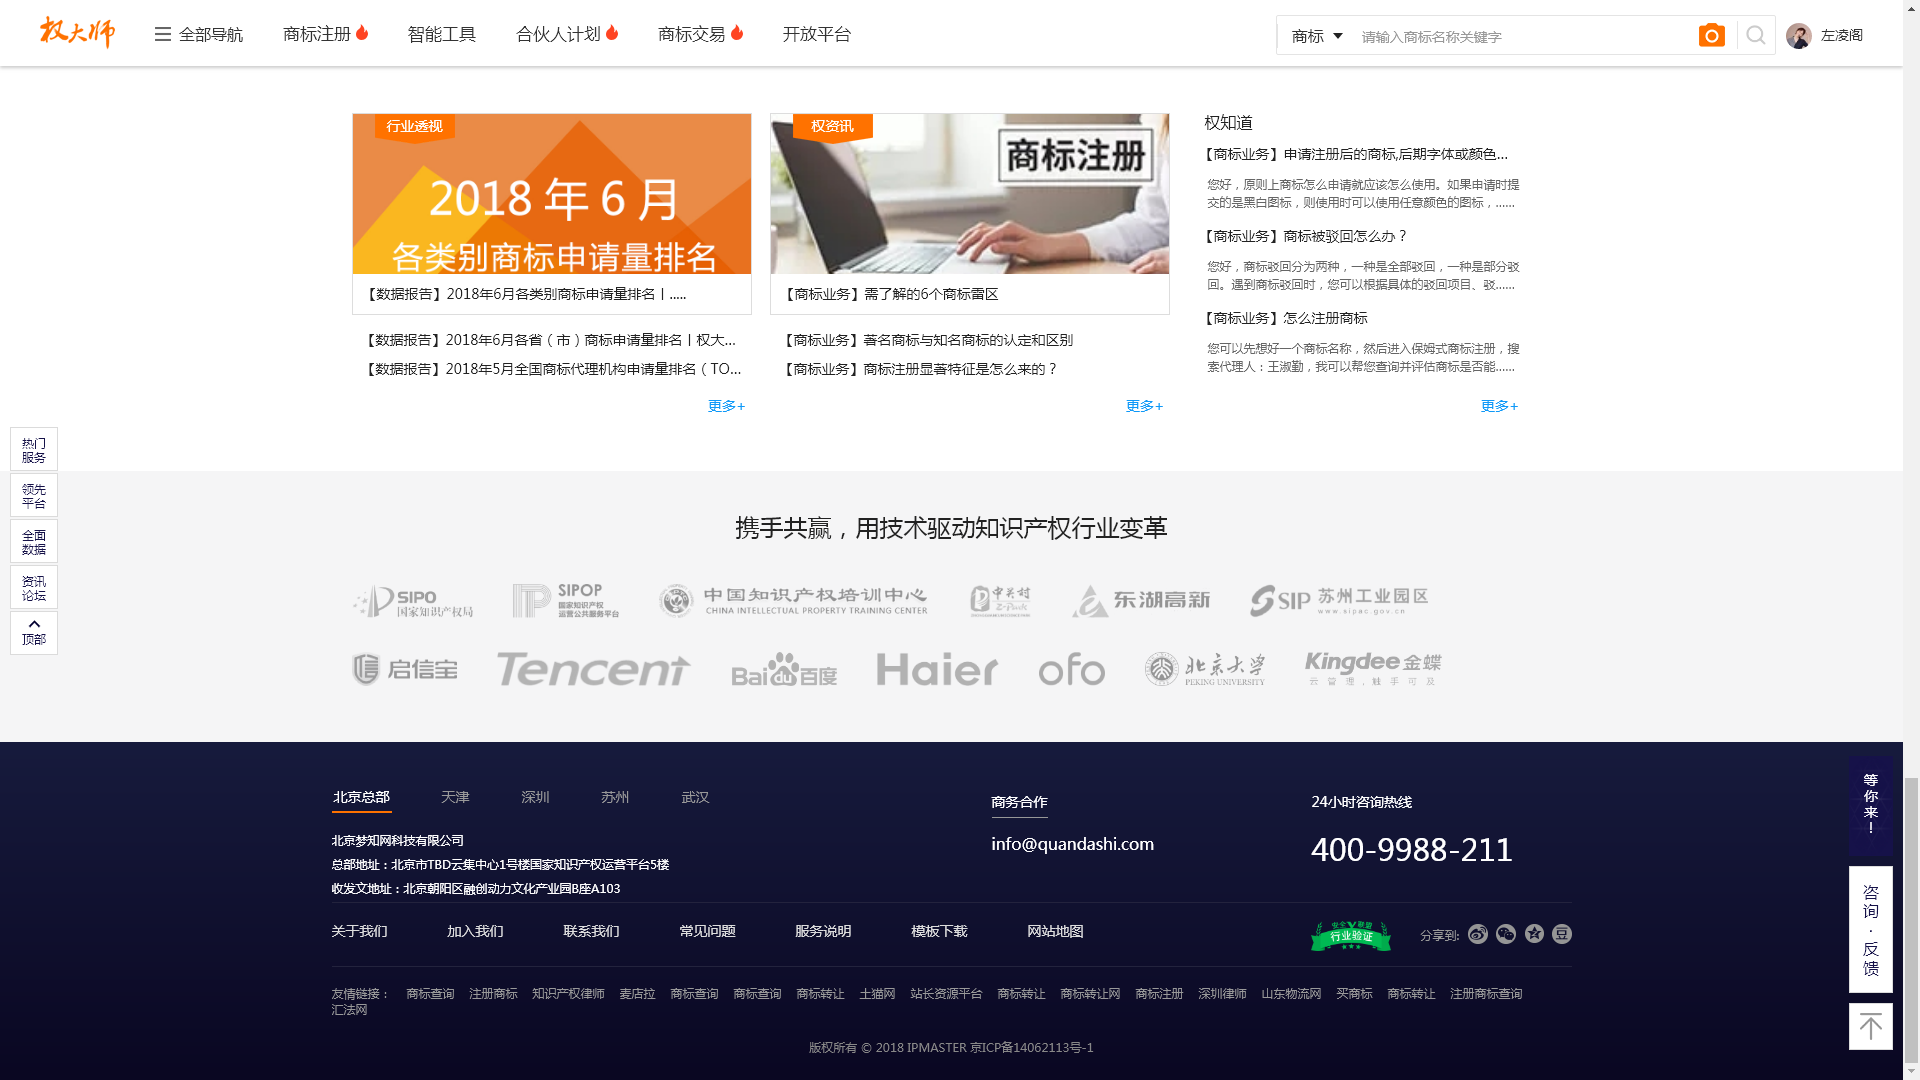 权大师
全部导航
商标注册
智能工具
合伙人计划
商标交易
开放平台
商标
请输入商标名称关键字
左凌阁
行业透视
2018 年 6 月
各类别商标申请量排名
【数据报告】2018年6月各类别商标申请量排名丨.....
【数据报告】2018年6月各省（市）商标申请量排名丨权大...
【数据报告】2018年5月全国商标代理机构申请量排名（TO...
更多+
权资讯
商标注册
【商标业务】需了解的6个商标雷区
【商标业务】著名商标与知名商标的认定和区别
【商标业务】商标注册显著特征是怎么来的？
更多+
权知道
【商标业务】申请注册后的商标,后期字体或颜色...
您好，原则上商标怎么申请就应该怎么使用。如果申请时提
交的是黑白图标，则使用时可以使用任意颜色的图标，......
【商标业务】商标被驳回怎么办？
您好，商标驳回分为两种，一种是全部驳回，一种是部分驳
回。遇到商标驳回时，您可以根据具体的驳回项目、驳......
【商标业务】怎么注册商标
您可以先想好一个商标名称，然后进入保姆式商标注册，搜
索代理人：王淑勤，我可以帮您查询并评估商标是否能......
更多+
热门
服务
领先
平台
全面
数据
资讯
论坛
顶部
携手共赢，用技术驱动知识产权行业变革
SIPO
国家知识产权局
SIPOP
国家知识产权
运营公共服务平台
中国知识产权培训中心
CHINA INTELLECTUAL PROPERTY TRAINING CENTER
中关村
Z-Park
东湖高新
SIP 苏州工业园区
www.sipac.gov.cn
启信宝
Tencent
Bai du 百度
Haier
ofo
北京大学
PEKING UNIVERSITY
Kingdee 金蝶
云 管 理 ，触 手 可 及
北京总部
天津
深圳
苏州
武汉
北京梦知网科技有限公司
总部地址：北京市TBD云集中心1号楼国家知识产权运营平台5楼
收发文地址：北京朝阳区融创动力文化产业园B座A103
商务合作
info@quandashi.com
24小时咨询热线
400-9988-211
关于我们
加入我们
联系我们
常见问题
服务说明
模板下载
网站地图
安全联盟
行业验证
分享到:
豆
友情链接：
商标查询
注册商标
知识产权律师
麦店拉
商标查询
商标查询
商标转让
土猫网
站长资源平台
商标转让
商标转让网
商标注册
深圳律师
山东物流网
买商标
商标转让
注册商标查询
汇法网
版权所有 © 2018 IPMASTER 京ICP备14062113号-1
等
你
来
！
咨
询
·
反
馈